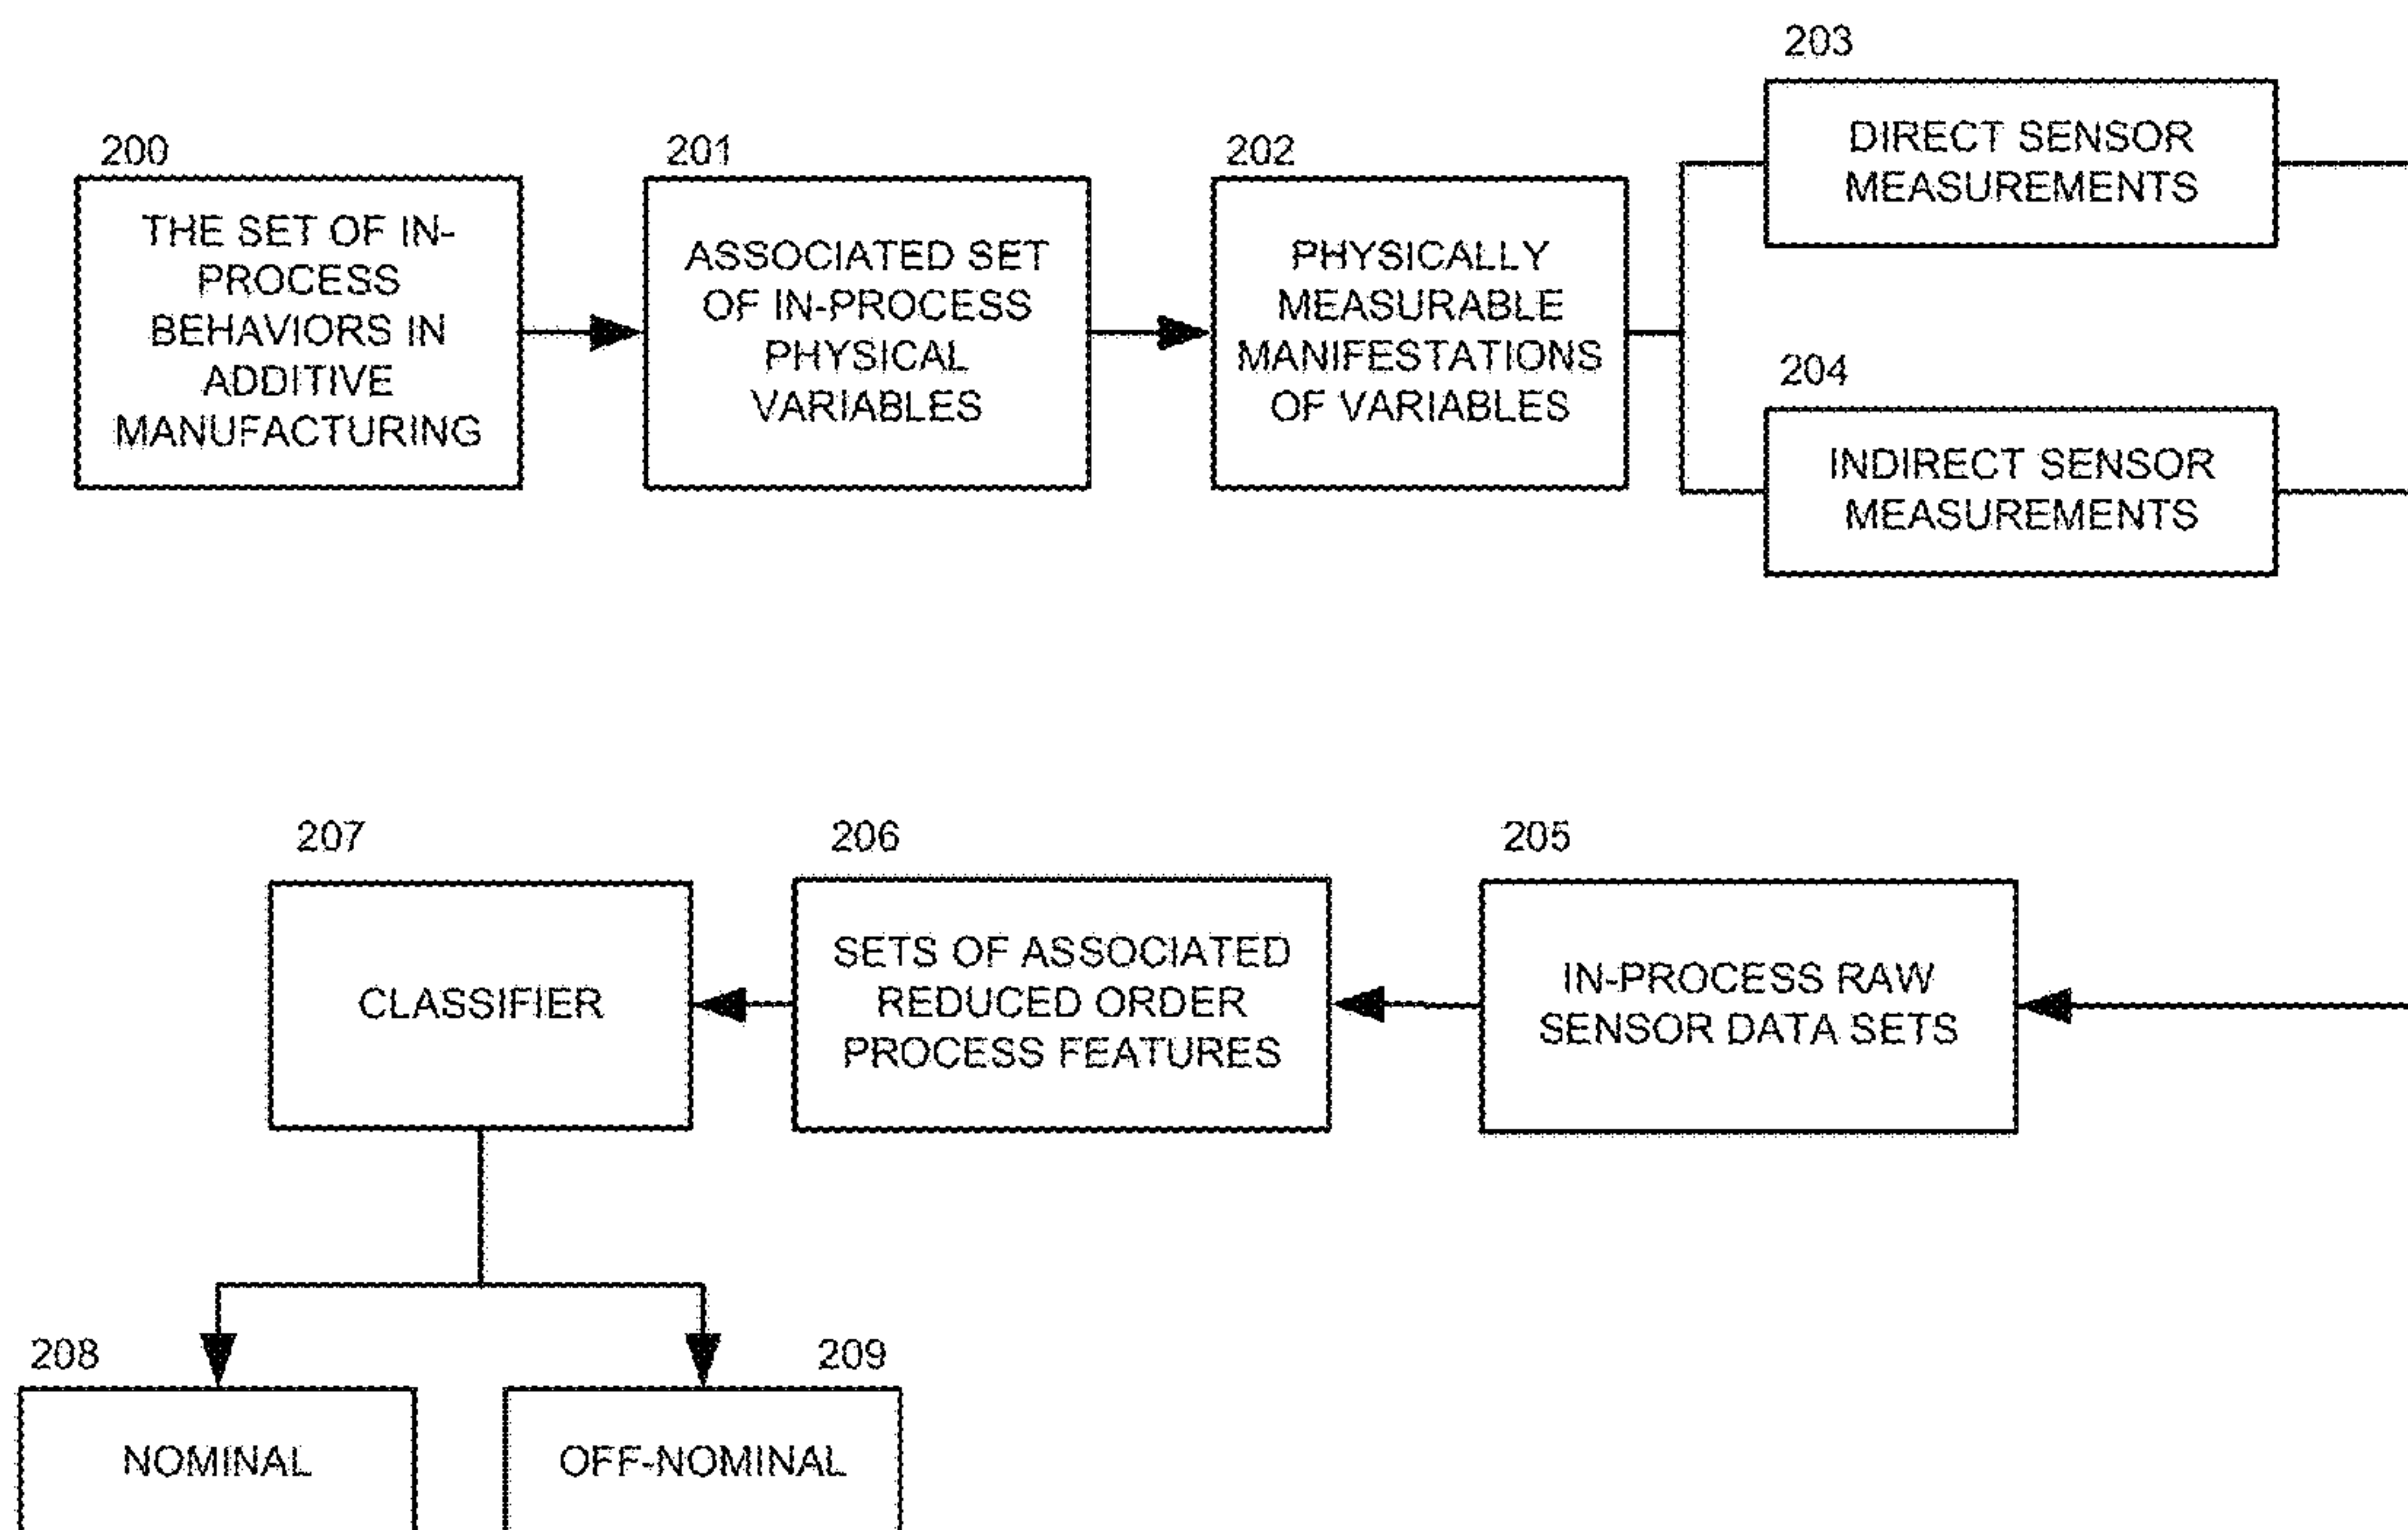 200
THE SET OF IN-
PROCESS
BEHAVIORS IN
ADDITIVE
MANUFACTURING
201
ASSOCIATED SET
OF IN-PROCESS
PHYSICAL
VARIABLES
202
PHYSICALLY
MEASURABLE
MANIFESTATIONS
OF VARIABLES
203
DIRECT SENSOR
MEASUREMENTS
204
INDIRECT SENSOR
MEASUREMENTS
207
CLASSIFIER
206
SETS OF ASSOCIATED
REDUCED ORDER
PROCESS FEATURES
205
IN-PROCESS RAW
SENSOR DATA SETS
208
NOMINAL
209
OFF-NOMINAL